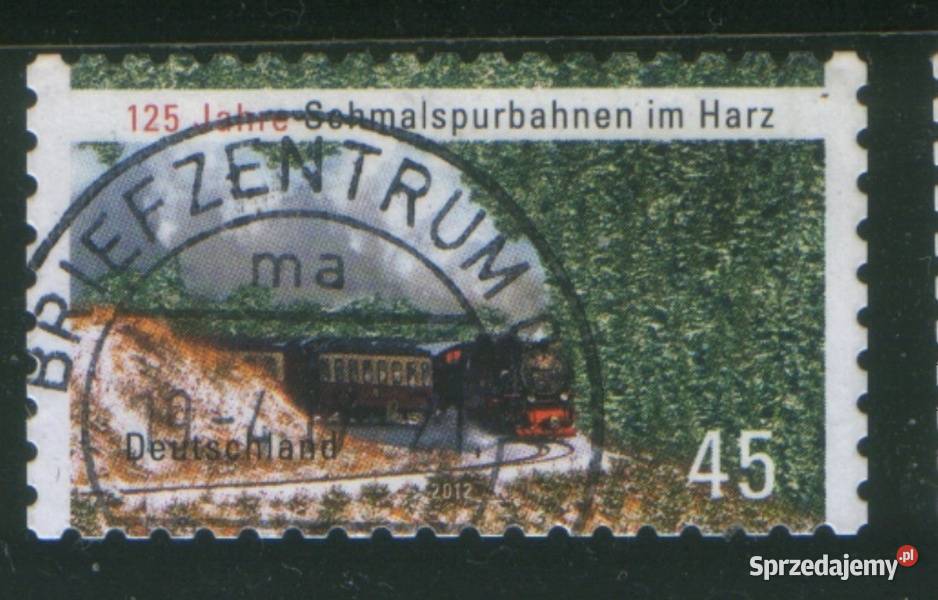 125 Jahre Schmalspurbahnen im Harz
BRIEFZENTRUM
ma
Deutschland
45
2012
Sprzedajemy.pl